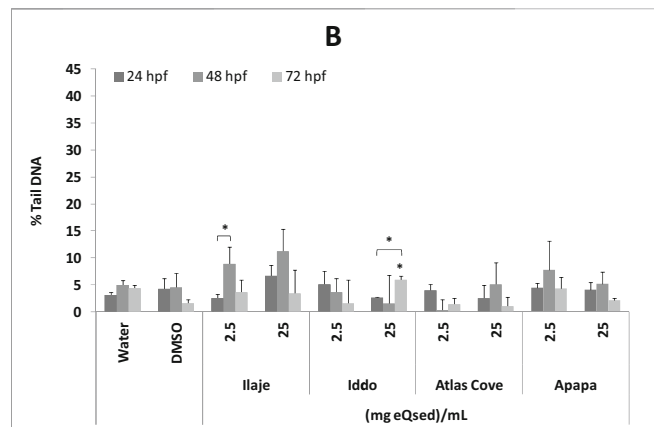 B
45
40
35
30
25
20
15
10
5
0
% Tail DNA
24 hpf 48 hpf 72 hpf
* * *
Water DMSO 2.5 25 2.5 25 2.5 25 2.5 25
Ilaje Iddo Atlas Cove Apapa
(mg eQsed)/mL